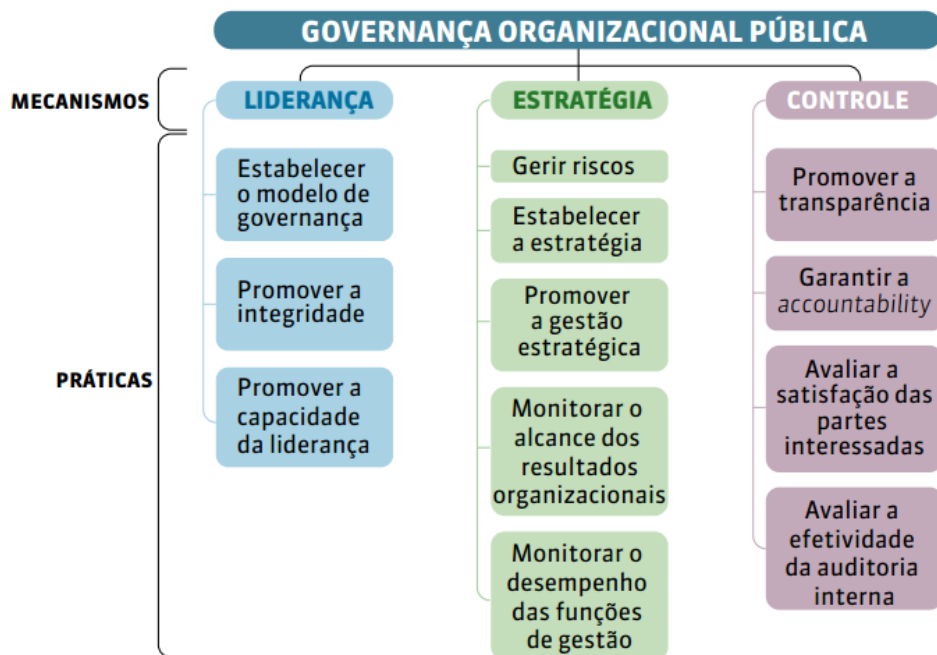 GOVERNANÇA ORGANIZACIONAL PÚBLICA
MECANISMOS
LIDERANÇA
ESTRATÉGIA
CONTROLE
PRÁTICAS
Estabelecer
o modelo de
governança
Promover a
integridade
Promover a
capacidade
da liderança
Gerir riscos
Estabelecer
a estratégia
Promover
a gestão
estratégica
Monitorar o
alcance dos
resultados
organizacionais
Monitorar o
desempenho
das funções
de gestão
Promover a
transparência
Garantir a
accountability
Avaliar a
satisfação das
partes
interessadas
Avaliar a
efetividade
da auditoria
interna